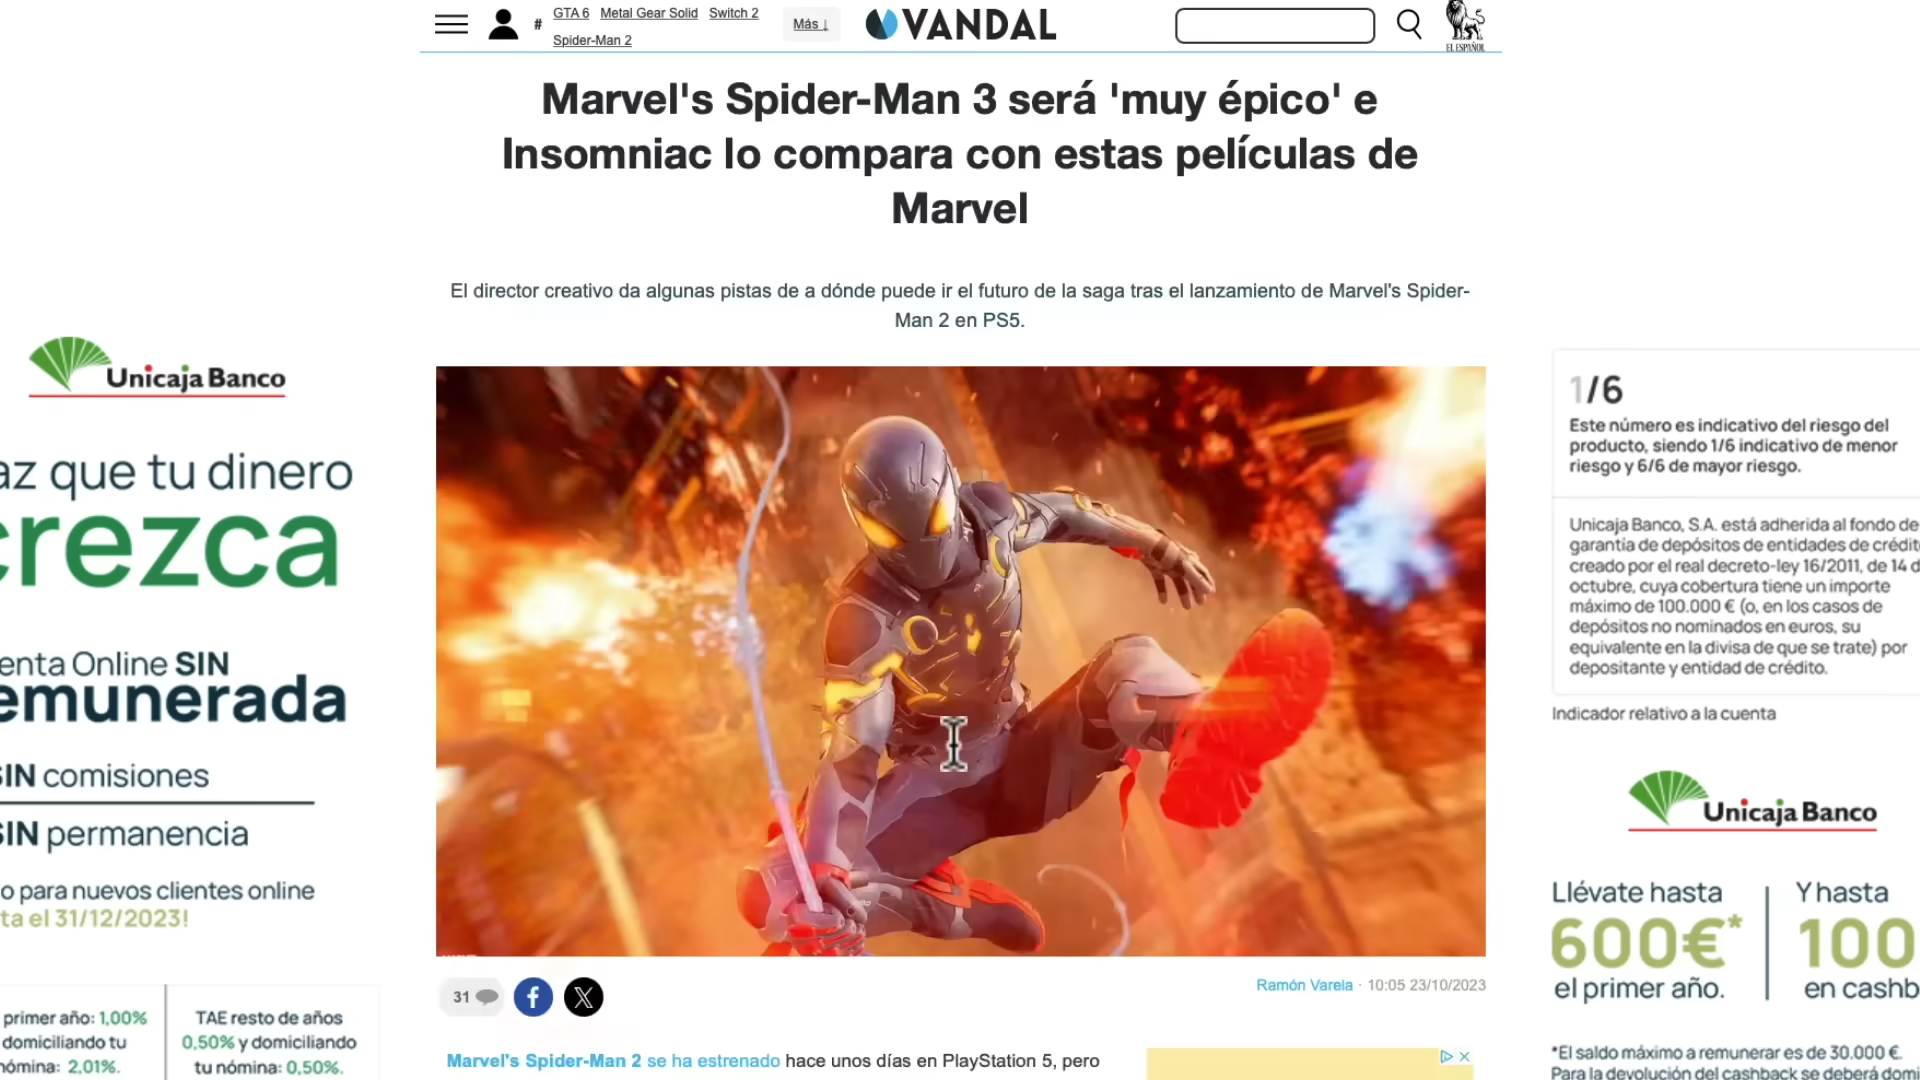 # GTA 6 Metal Gear Solid Switch 2
Spider-Man 2
Más ↓
VANDAL
EL ESPAÑOL
Marvel's Spider-Man 3 será 'muy épico' e
Insomniac lo compara con estas películas de
Marvel
El director creativo da algunas pistas de a dónde puede ir el futuro de la saga tras el lanzamiento de Marvel's Spider-
Man 2 en PS5.
31
Ramón Varela · 10:05 23/10/2023
Marvel's Spider-Man 2 se ha estrenado hace unos días en PlayStation 5, pero
Unicaja Banco
az que tu dinero
crezca
enta Online SIN
emunerada
SIN comisiones
SIN permanencia
o para nuevos clientes online
ta el 31/12/2023!
primer año: 1,00%
domiciliando tu
nómina: 2,01%.
TAE resto de años
0,50% y domiciliando
tu nómina: 0,50%.
1/6
Este número es indicativo del riesgo del
producto, siendo 1/6 indicativo de menor
riesgo y 6/6 de mayor riesgo.
Unicaja Banco, S.A. está adherida al fondo de
garantía de depósitos de entidades de crédit
creado por el real decreto-ley 16/2011, de 14 d
octubre, cuya cobertura tiene un importe
máximo de 100.000 € (o, en los casos de
depósitos no nominados en euros, su
equivalente en la divisa de que se trate) por
depositante y entidad de crédito.
Indicador relativo a la cuenta
Unicaja Banco
Llévate hasta
600€*
el primer año.
Y hasta
100
en cashb
*El saldo máximo a remunerar es de 30.000 €.
Para la devolución del cashback se deberá domi